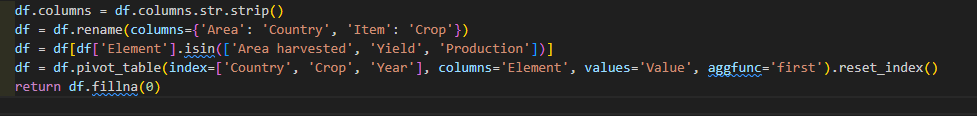 df.columns = df.columns.str.strip()
df = df.rename(columns={'Area': 'Country', 'Item': 'Crop'})
df = df[df['Element'].isin(['Area harvested', 'Yield', 'Production'])]
df = df.pivot_table(index=['Country', 'Crop', 'Year'], columns='Element', values='Value', aggfunc='first').reset_index()
return df.fillna(0)